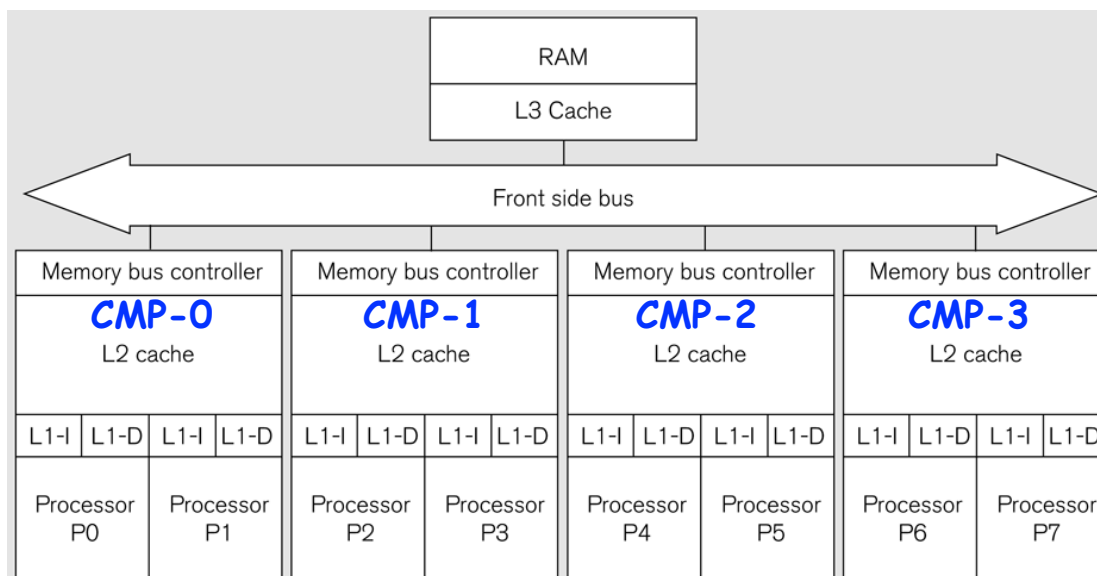 RAM
L3 Cache
Front side bus
Memory bus controller Memory bus controller Memory bus controller Memory bus controller
CMP-0 CMP-1 CMP-2 CMP-3
L2 cache L2 cache L2 cache L2 cache
L1-I L1-D L1-I L1-D L1-I L1-D L1-I L1-D L1-I L1-D L1-I L1-D L1-I L1-D L1-I L1-D
Processor Processor Processor Processor Processor Processor Processor Processor
P0 P1 P2 P3 P4 P5 P6 P7